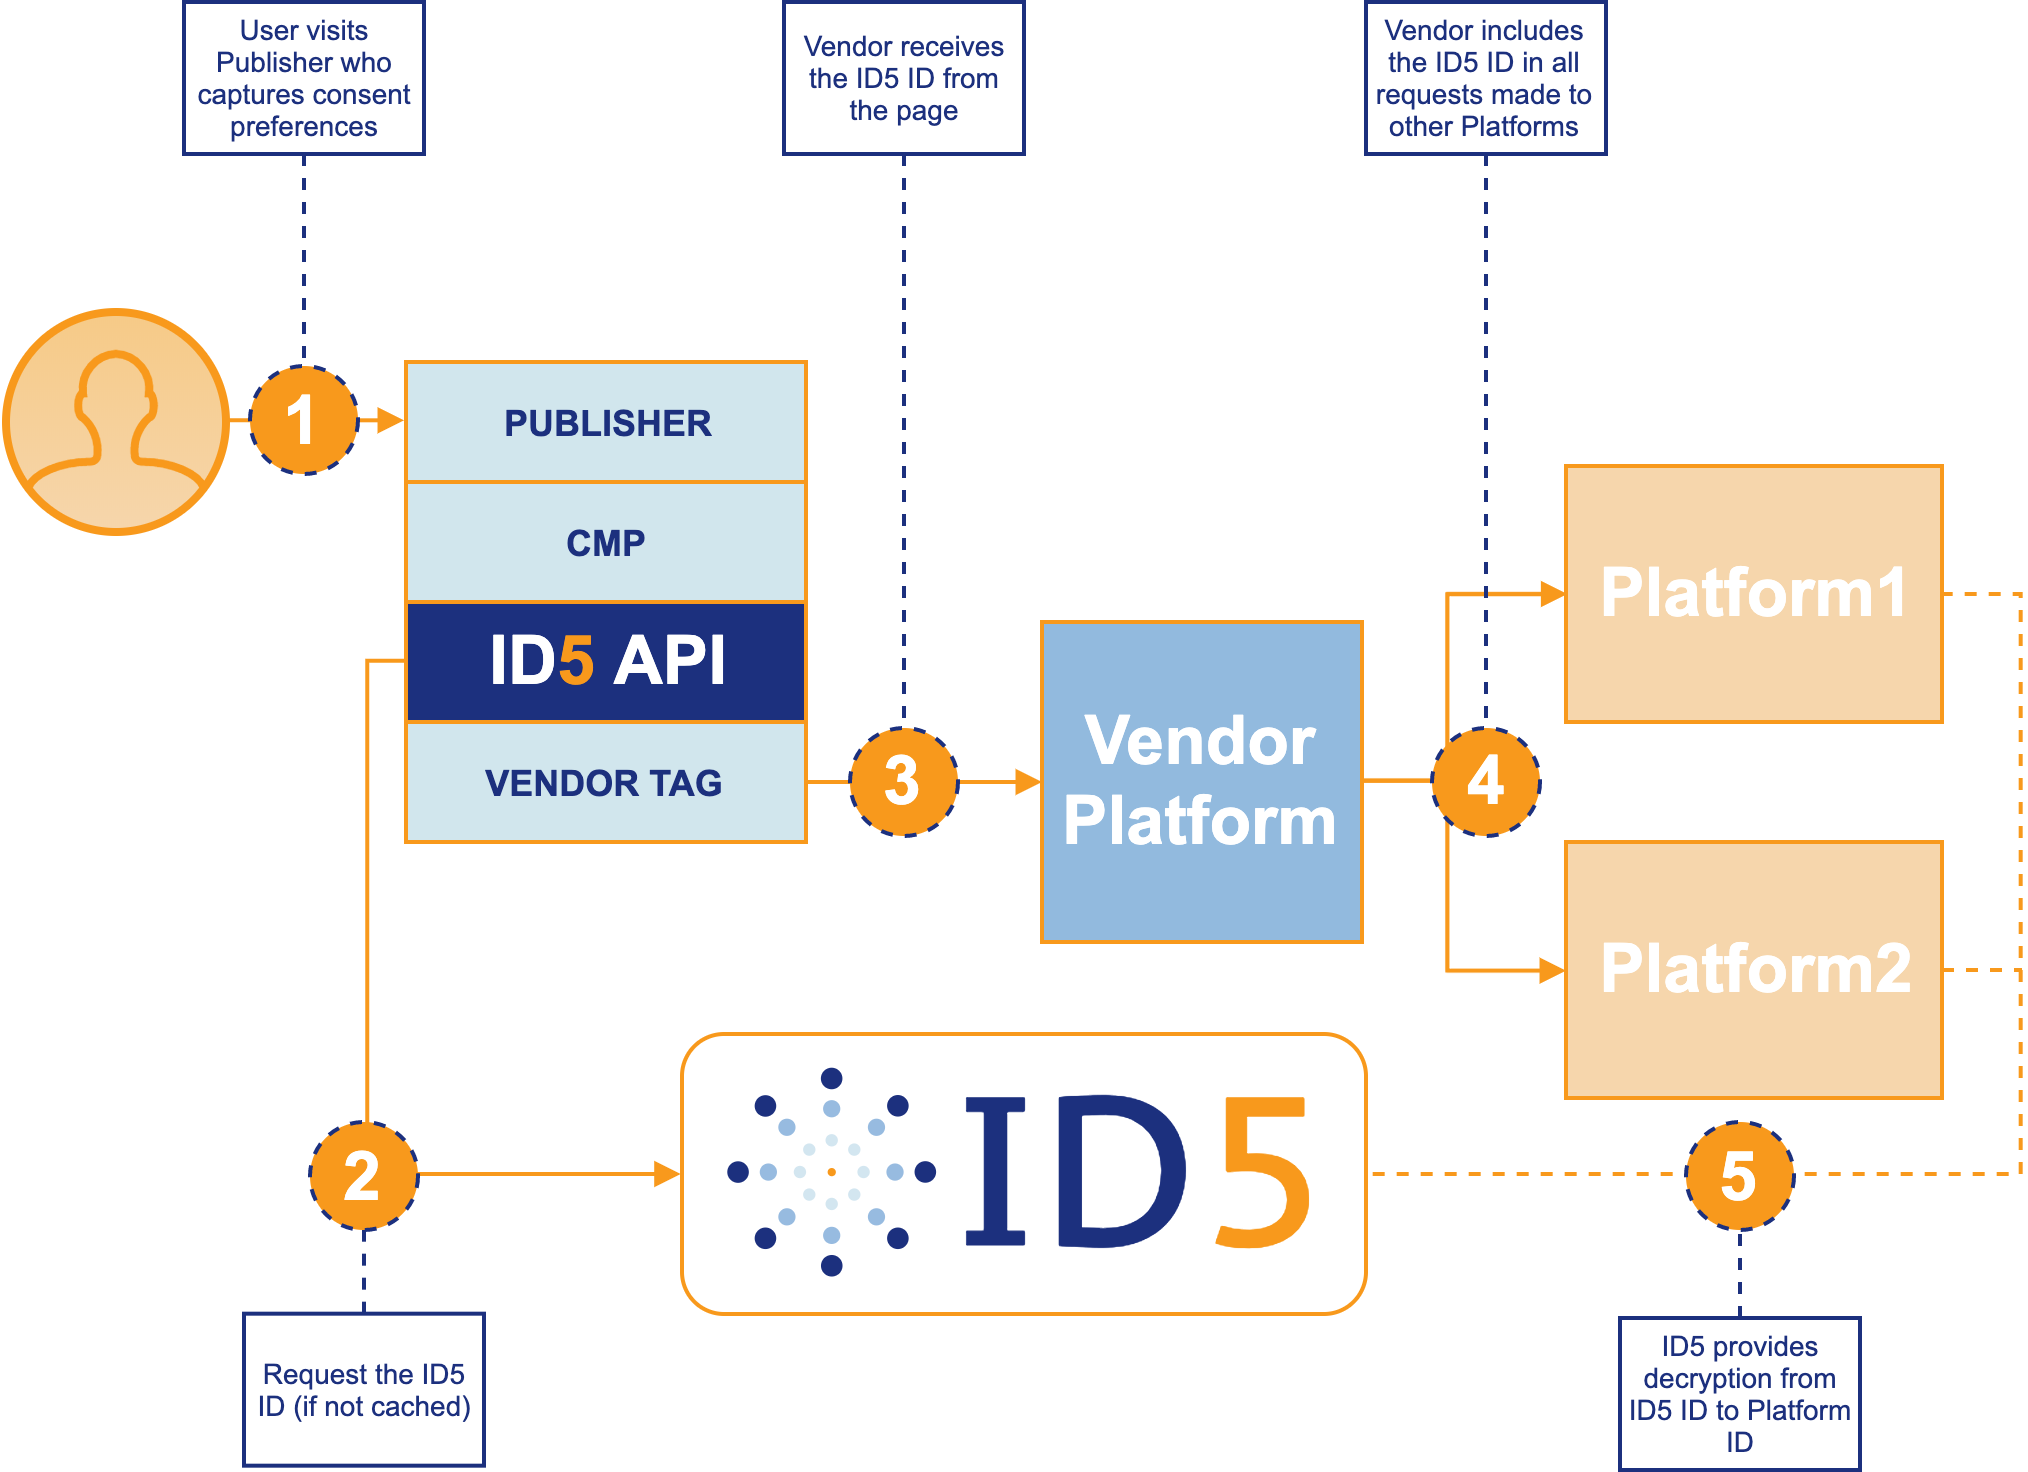 User visits
Publisher who
captures consent
preferences
Vendor receives
the ID5 ID from
the page
Vendor includes
the ID5 ID in all
requests made to
other Platforms
1
PUBLISHER
CMP
ID5 API
VENDOR TAG
3
Vendor
Platform
4
Platform1
Platform2
2
ID5
5
Request the ID5
ID (if not cached)
ID5 provides
decryption from
ID5 ID to Platform
ID